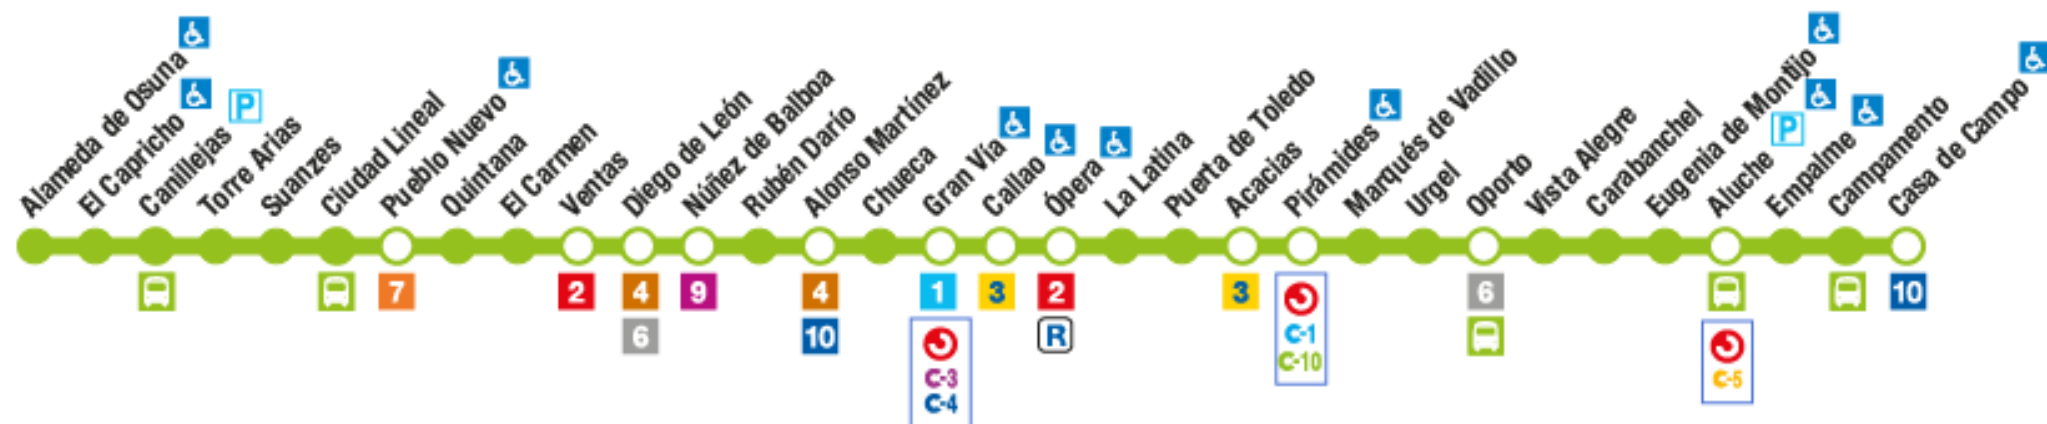 Alameda de Osuna
El Capricho
Canillejas
P
Torre Arias
Suanzes
Ciudad Lineal
Pueblo Nuevo
Quintana
El Carmen
Ventas
Diego de León
Núñez de Balboa
Rubén Darío
Alonso Martínez
Chueca
Gran Vía
Callao
Ópera
La Latina
Puerta de Toledo
Acacias
Pirámides
Marqués de Vadillo
Urgel
Oporto
Vista Alegre
Carabanchel
Eugenia de Montijo
Aluche
P
Empalme
Campamento
Casa de Campo
7
2
4
6
9
4
10
1
C-3
C-4
3
2
R
3
C-1
C-10
6
C-5
10